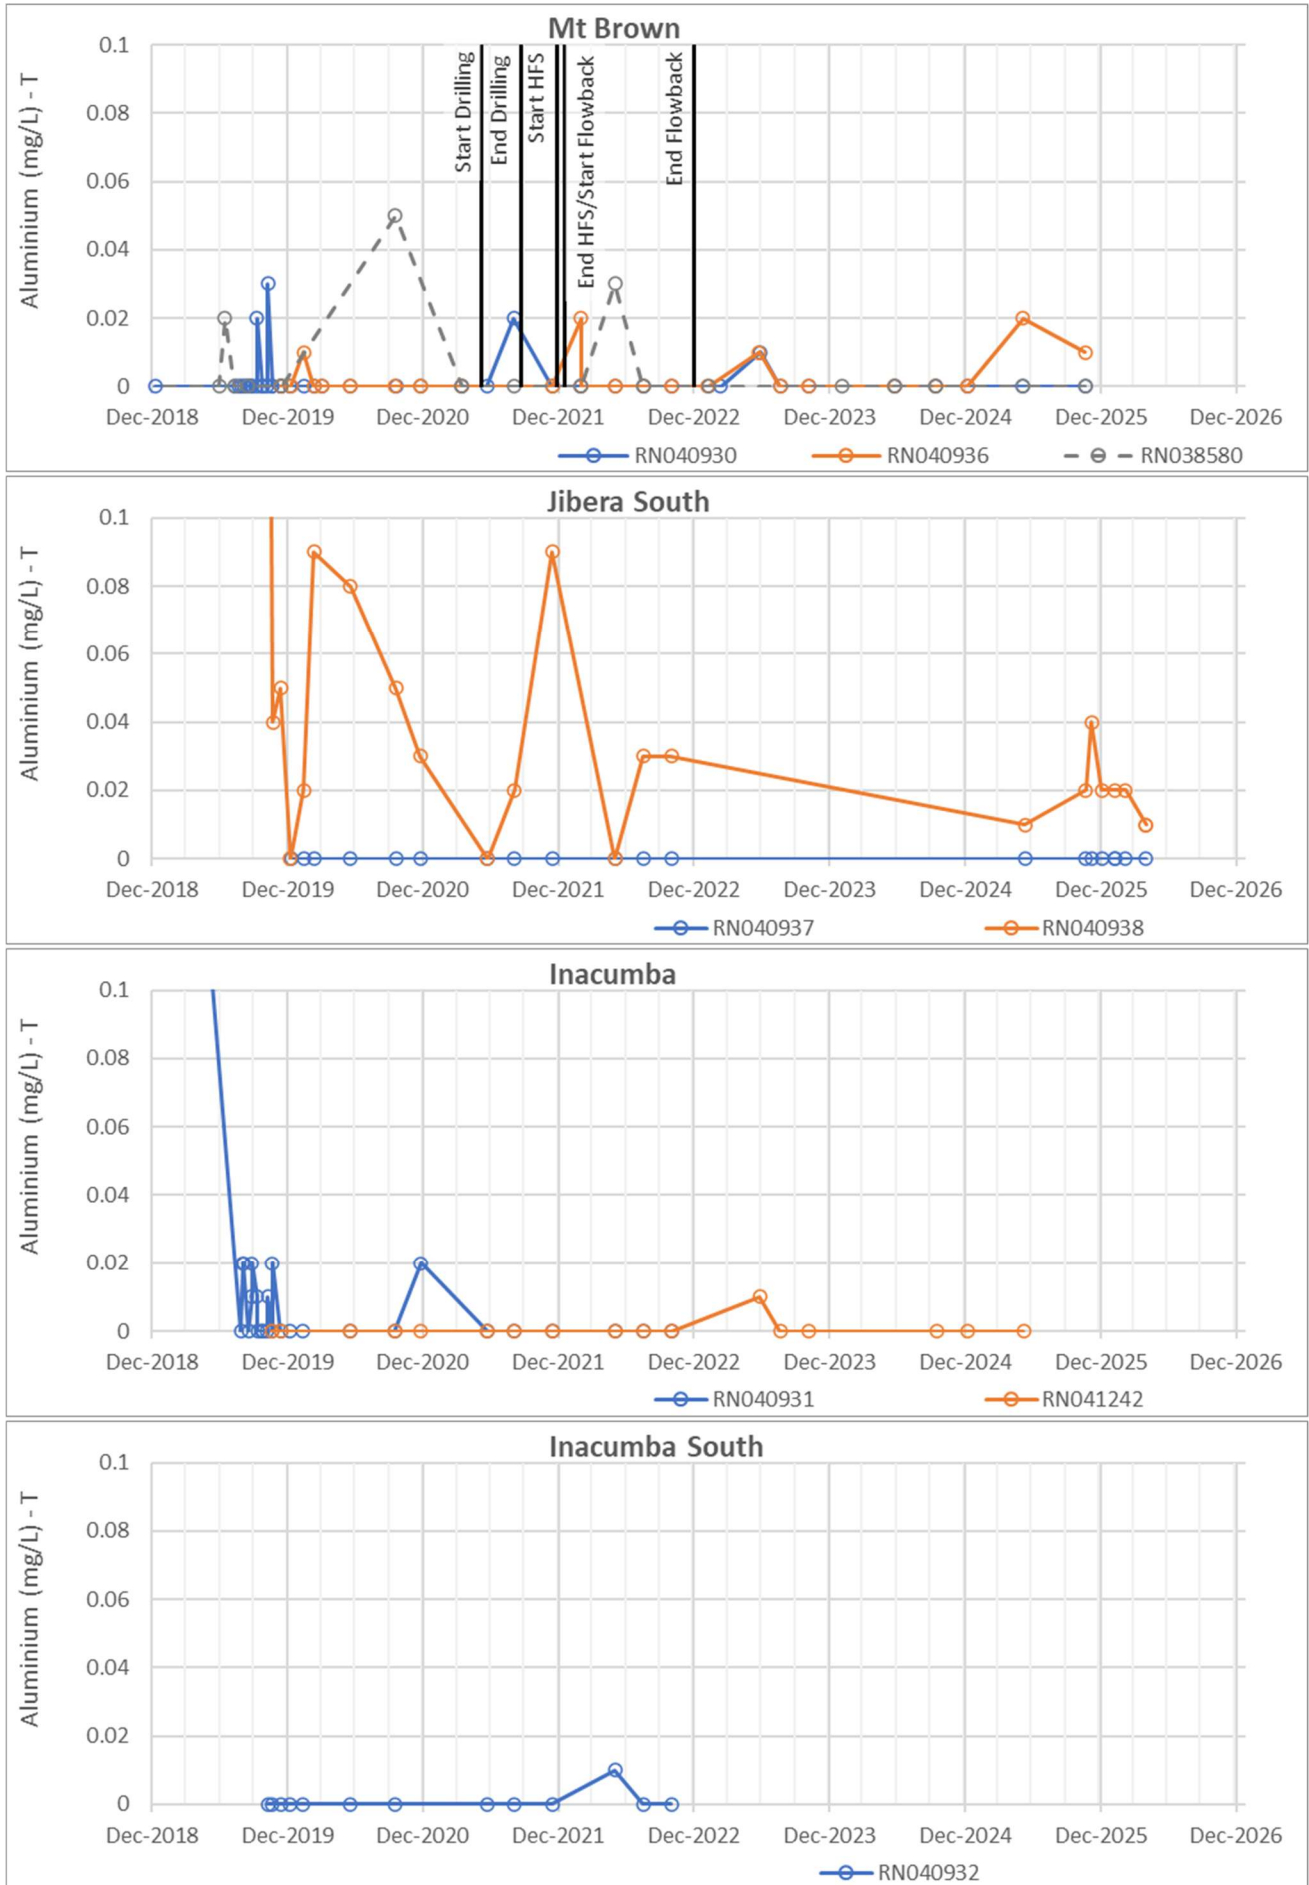 Mt Brown
Aluminium (mg/L) - T
0.1
0.08
0.06
0.04
0.02
0
Start Drilling
End Drilling
Start HFS
End HFS/Start Flowback
End Flowback
Dec-2018 Dec-2019 Dec-2020 Dec-2021 Dec-2022 Dec-2023 Dec-2024 Dec-2025 Dec-2026
RN040930 RN040936 RN038580
Jibera South
Aluminium (mg/L) - T
0.1
0.08
0.06
0.04
0.02
0
Dec-2018 Dec-2019 Dec-2020 Dec-2021 Dec-2022 Dec-2023 Dec-2024 Dec-2025 Dec-2026
RN040937 RN040938
Inacumba
Aluminium (mg/L) - T
0.1
0.08
0.06
0.04
0.02
0
Dec-2018 Dec-2019 Dec-2020 Dec-2021 Dec-2022 Dec-2023 Dec-2024 Dec-2025 Dec-2026
RN040931 RN041242
Inacumba South
Aluminium (mg/L) - T
0.1
0.08
0.06
0.04
0.02
0
Dec-2018 Dec-2019 Dec-2020 Dec-2021 Dec-2022 Dec-2023 Dec-2024 Dec-2025 Dec-2026
RN040932